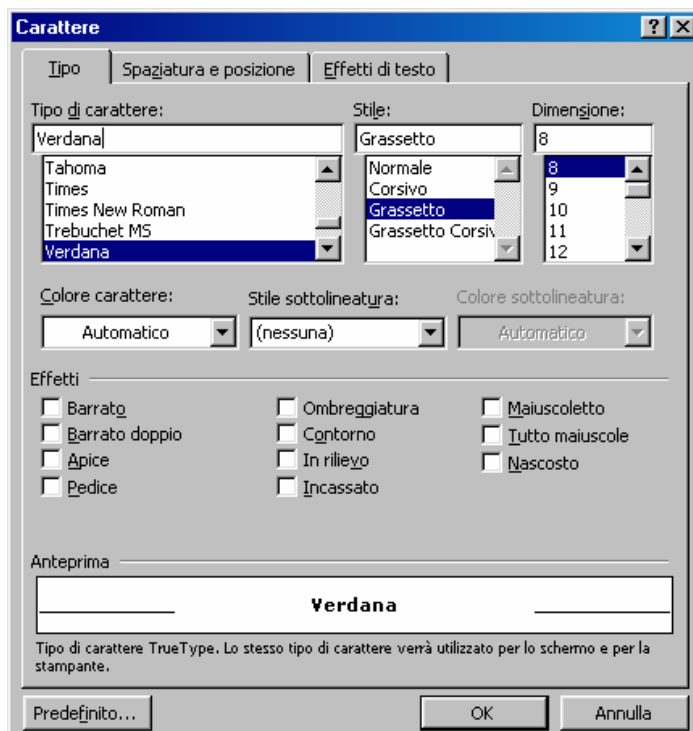 Carattere
Tipo Spaziatura e posizione Effetti di testo
Tipo di carattere: Stile: Dimensione:
Verdana Grassetto 8
Tahoma Normale 8
Times Corsivo 9
Times New Roman Grassetto 10
Trebuchet MS Grassetto Corsiv 11
Verdana 12
Colore carattere: Stile sottolineatura: Colore sottolineatura:
Automatico (nessuna) Automatico
Effetti
Barrato Ombreggiatura Maiuscoletto
Barrato doppio Contorno Tutto maiuscole
Apice In rilievo Nascosto
Pedice Incassato
Anteprima
Verdana
Tipo di carattere TrueType. Lo stesso tipo di carattere verrà utilizzato per lo schermo e per la
stampante.
Predefinito... OK Annulla